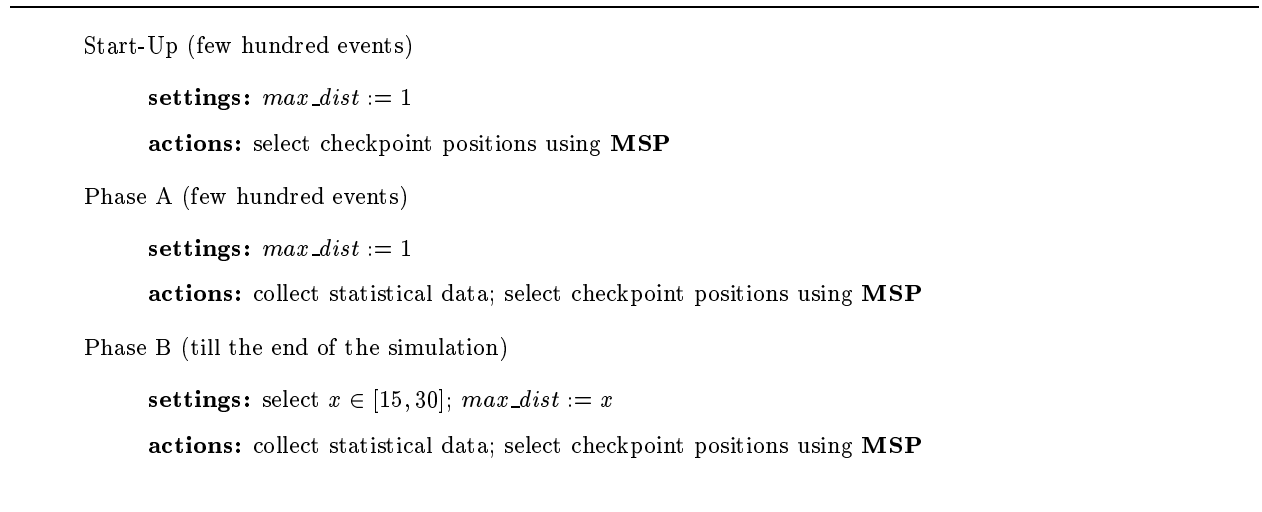 Start-Up (few hundred events)
settings: max_dist := 1
actions: select checkpoint positions using MSP
Phase A (few hundred events)
settings: max_dist := 1
actions: collect statistical data; select checkpoint positions using MSP
Phase B (till the end of the simulation)
settings: select x ∈ [15, 30]; max_dist := x
actions: collect statistical data; select checkpoint positions using MSP